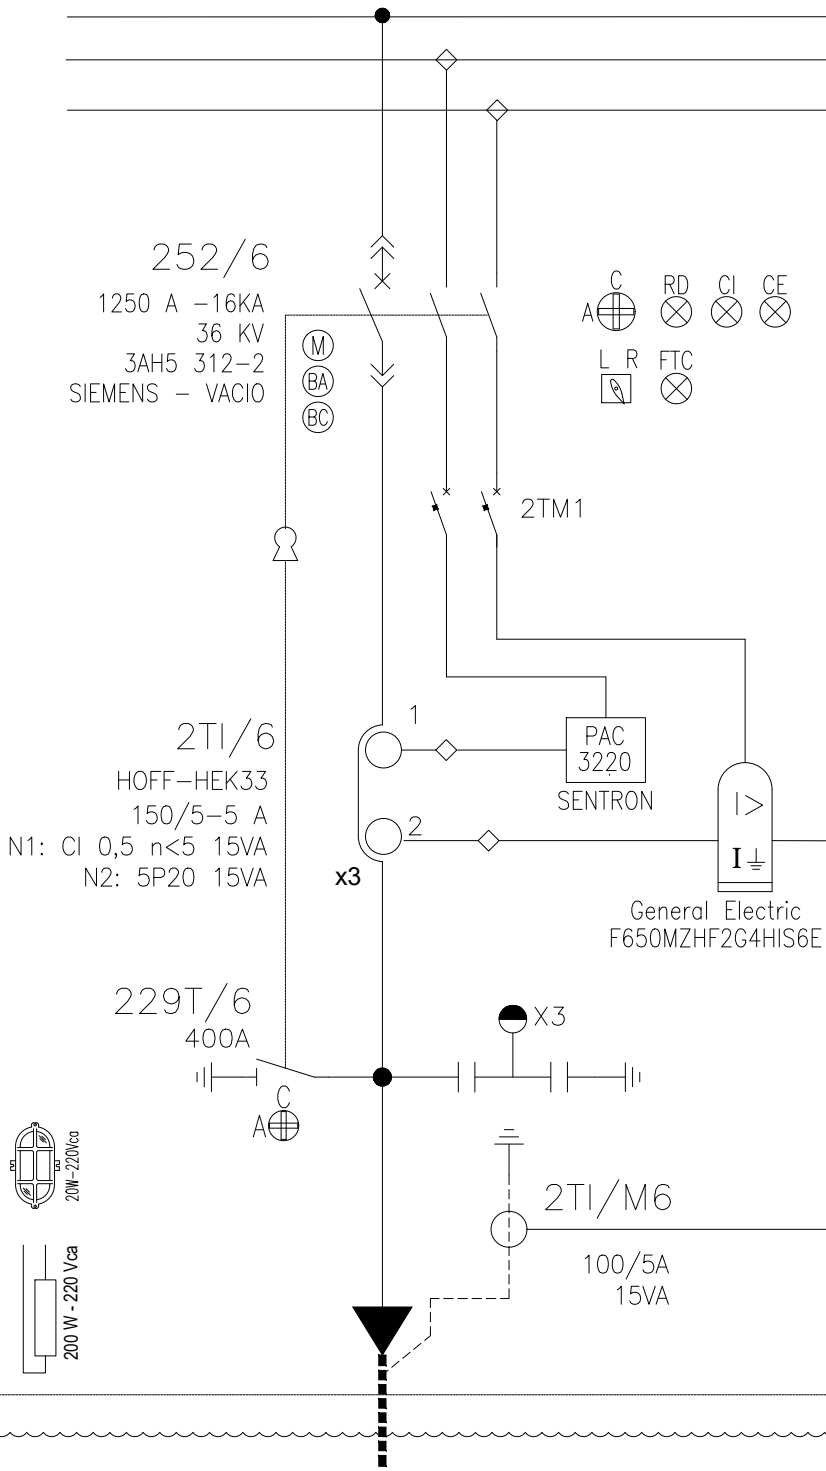 252/6
1250 A -16KA
36 KV
3AH5 312-2
SIEMENS - VACIO
M
BA
BC
C
A
RD
CI
CE
L R
FTC
2TM1
2TI/6
HOFF-HEK33
150/5-5 A
N1: Cl 0,5 n<5 15VA
N2: 5P20 15VA
1
2
x3
PAC
3220
SENTRON
I>
I
General Electric
F650MZHF2G4HIS6E
229T/6
400A
C
A
X3
20W-220Vca
200 W - 220 Vca
2TI/M6
100/5A
15VA